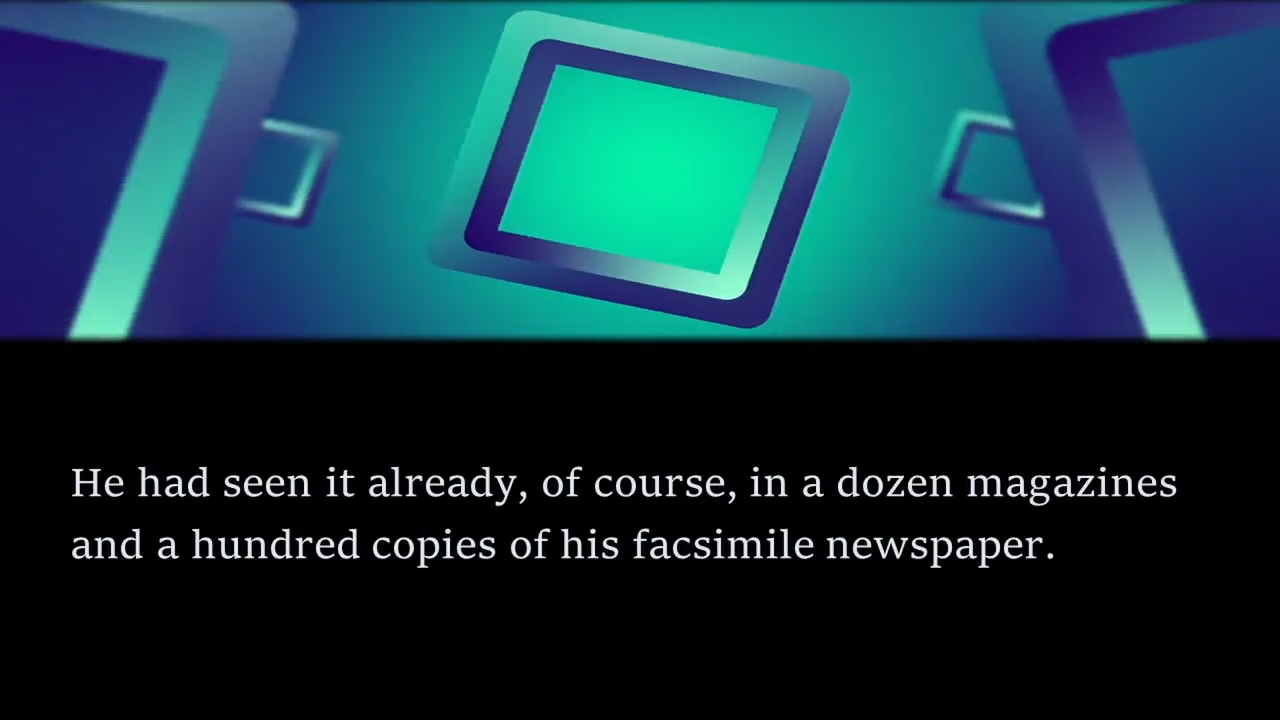 He had seen it already, of course, in a dozen magazines
and a hundred copies of his facsimile newspaper.